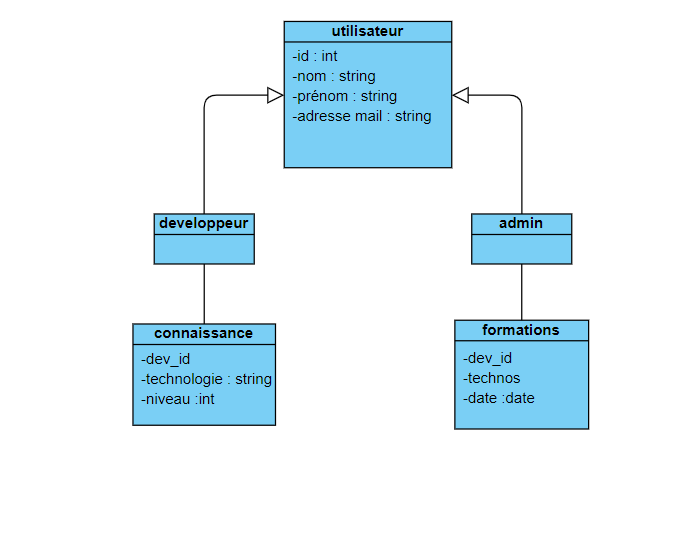 utilisateur
-id : int
-nom : string
-prénom : string
-adresse mail : string
developpeur
admin
connaissance
-dev_id
-technologie : string
-niveau :int
formations
-dev_id
-technos
-date :date